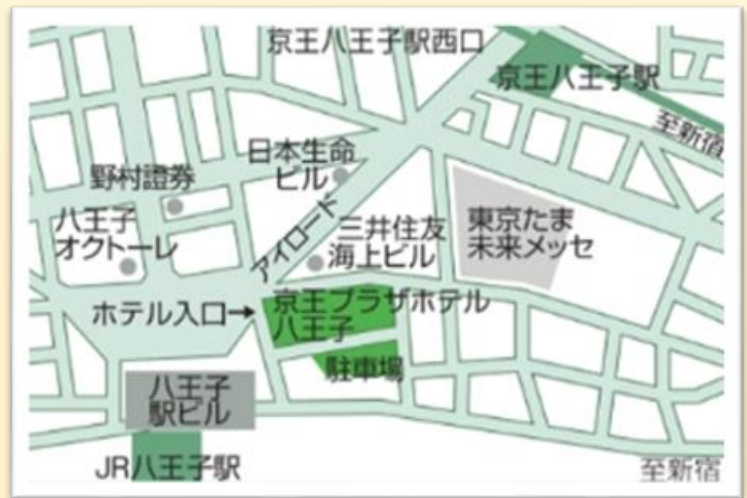 京王八王子駅西口
京王八王子駅
至新宿
日本生命
ビル
野村證券
八王子
オクトーレ
アイロード
三井住友
海上ビル
東京たま
未来メッセ
ホテル入口→
京王プラザホテル
八王子
駐車場
八王子
駅ビル
JR八王子駅
至新宿